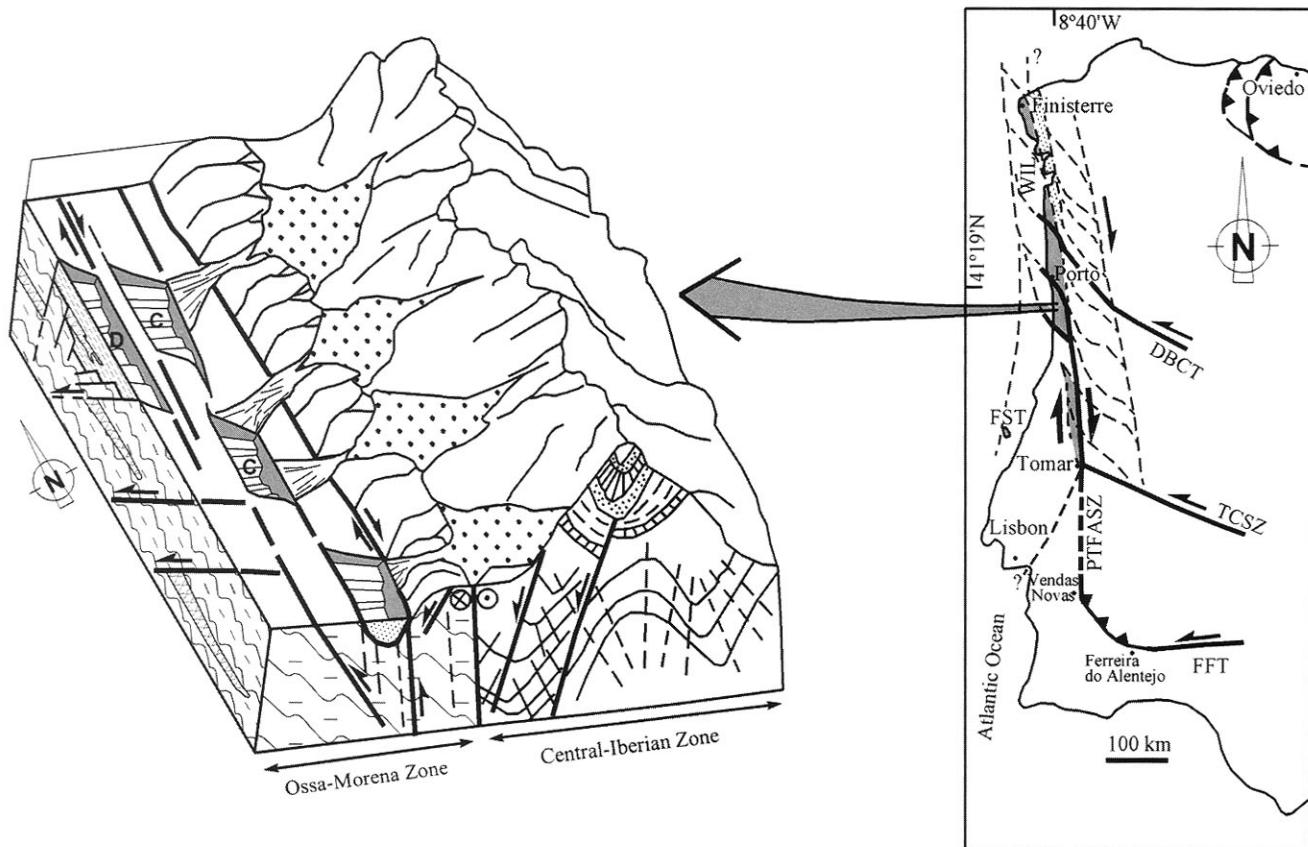 D
C
C
N
Ossa-Morena Zone
Central-Iberian Zone
8°40'W
?
Oviedo
Finisterre
WIL
N
41°19'N
Porto
DBCT
FST
Tomar
TCSZ
Lisbon
PTFASZ
?
Vendas
Novas
Ferreira
do Alentejo
FFT
Atlantic Ocean
100 km